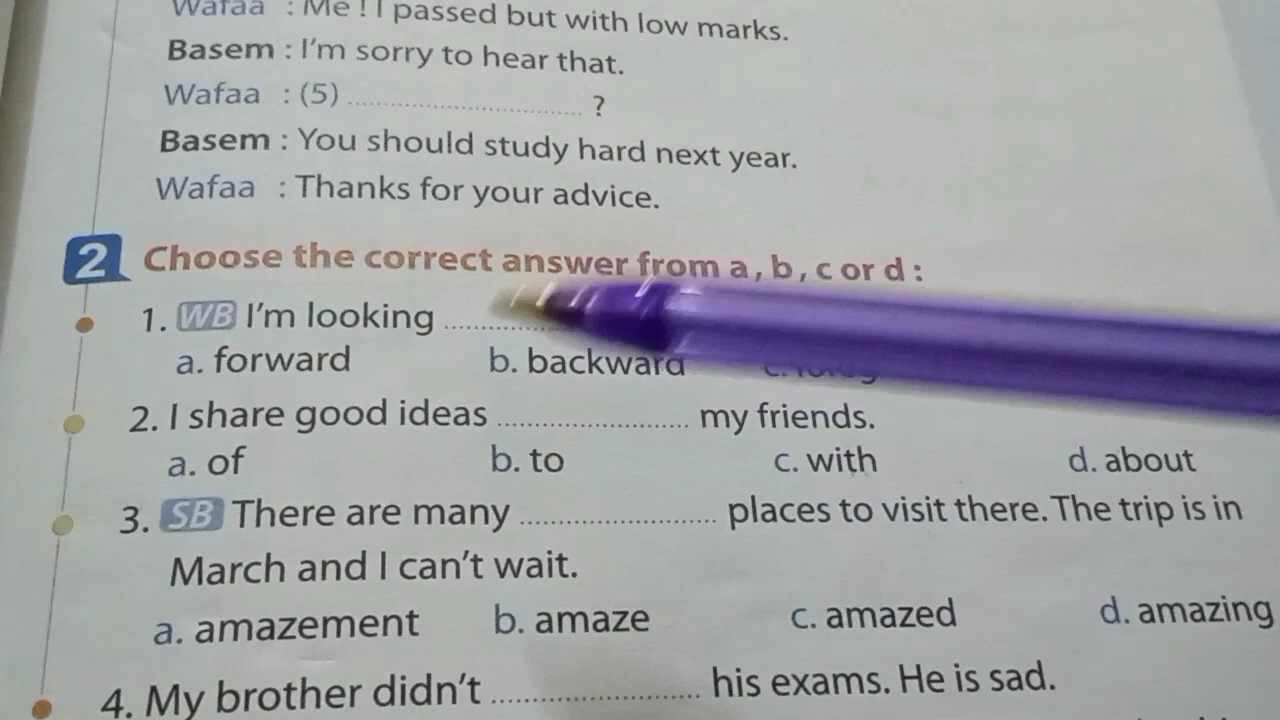 Wafaa : Me ! I passed but with low marks.
Basem : I'm sorry to hear that.
Wafaa : (5) .............................. ?
Basem : You should study hard next year.
Wafaa : Thanks for your advice.
2 Choose the correct answer from a, b, c or d :
1. WB I'm looking ..............
a. forward b. backward c.
2. I share good ideas ......................... my friends.
a. of b. to c. with d. about
3. SB There are many ......................... places to visit there. The trip is in
March and I can't wait.
a. amazement b. amaze c. amazed d. amazing
4. My brother didn't ........................... his exams. He is sad.